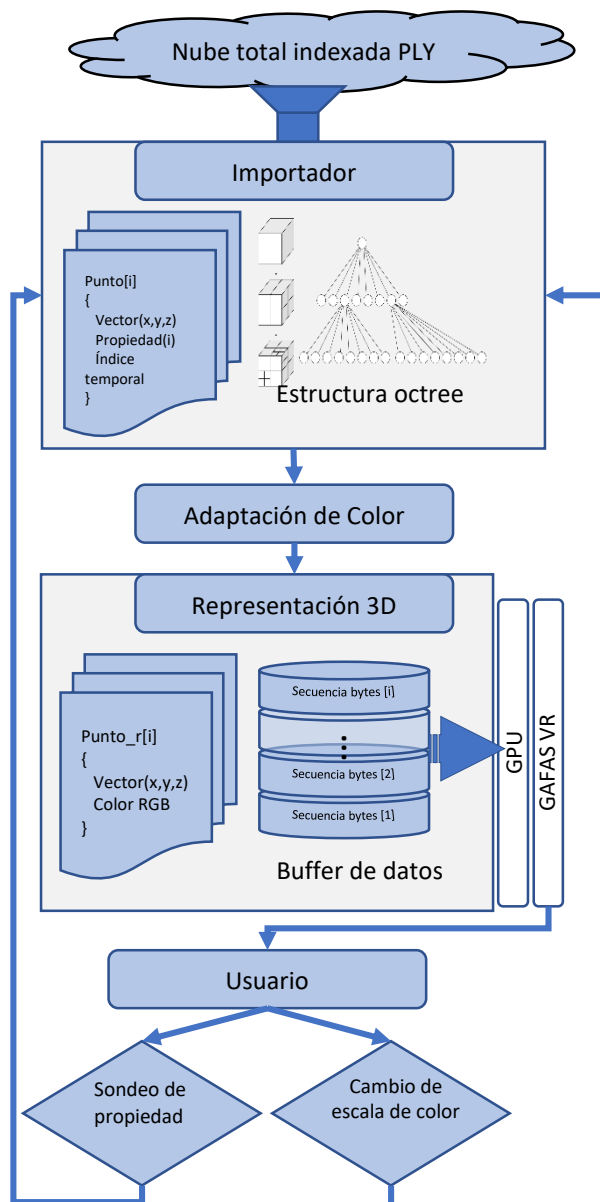 Nube total indexada PLY
Importador
Punto[i]
{
Vector(x,y,z)
Propiedad(i)
Índice
temporal
}
Estructura octree
Adaptación de Color
Representación 3D
Punto_r[i]
{
Vector(x,y,z)
Color RGB
}
Secuencia bytes [i]
Secuencia bytes [2]
Secuencia bytes [1]
Buffer de datos
GPU
GAFAS VR
Usuario
Sondeo de
propiedad
Cambio de
escala de color